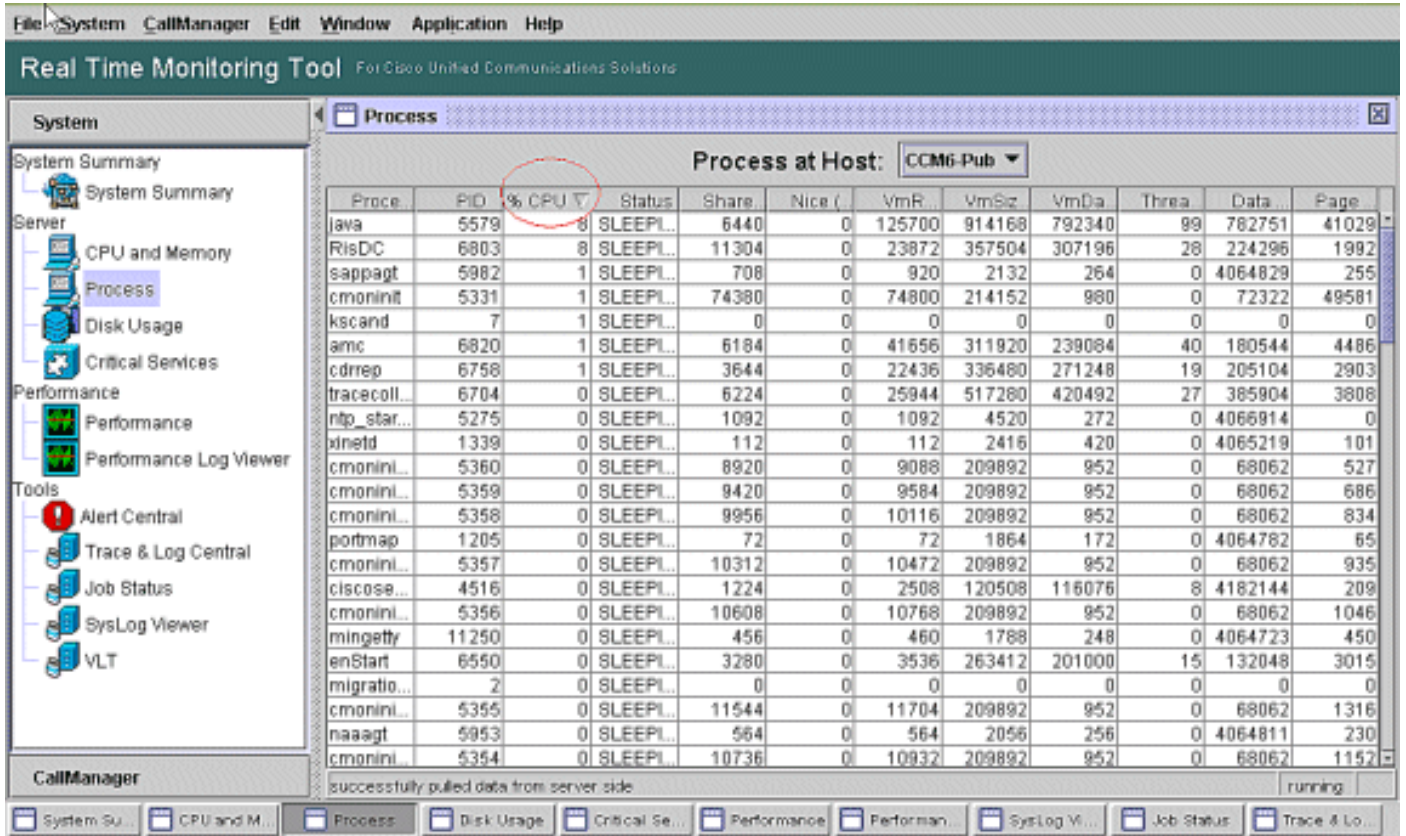 File System CallManager Edit Window Application Help
Real Time Monitoring Tool For Cisco Unified Communications Solutions
System
System Summary
System Summary
Server
CPU and Memory
Process
Disk Usage
Critical Services
Performance
Performance
Performance Log Viewer
Tools
Alert Central
Trace & Log Central
Job Status
SysLog Viewer
VLT
CallManager
Process
Process at Host: CCM6-Pub
Proce... PID % CPU Status Share... Nice (... VmR... VmSiz... VmDa... Threa... Data ... Page ...
java 5579 8 SLEEPI... 6440 0 125700 914168 792340 99 782751 41029
RisDC 6803 8 SLEEPI... 11304 0 23872 357504 307196 28 224296 1992
sappagt 5982 1 SLEEPI... 708 0 920 2132 264 0 4064829 255
cmoninit 5331 1 SLEEPI... 74380 0 74800 214152 980 0 72322 49581
kscand 7 1 SLEEPI... 0 0 0 0 0 0 0 0
amc 6820 1 SLEEPI... 6184 0 41656 311920 239084 40 180544 4486
cdrrep 6758 1 SLEEPI... 3644 0 22436 336480 271248 19 205104 2903
tracecoll... 6704 0 SLEEPI... 6224 0 25944 517280 420492 27 385904 3808
ntp_star... 5275 0 SLEEPI... 1092 0 1092 4520 272 0 4066914 0
xinetd 1339 0 SLEEPI... 112 0 112 2416 420 0 4065219 101
cmonini... 5360 0 SLEEPI... 8920 0 9088 209892 952 0 68062 527
cmonini... 5359 0 SLEEPI... 9420 0 9584 209892 952 0 68062 686
cmonini... 5358 0 SLEEPI... 9956 0 10116 209892 952 0 68062 834
portmap 1205 0 SLEEPI... 72 0 72 1864 172 0 4064782 65
cmonini... 5357 0 SLEEPI... 10312 0 10472 209892 952 0 68062 935
ciscose... 4516 0 SLEEPI... 1224 0 2508 120508 116076 8 4182144 209
cmonini... 5356 0 SLEEPI... 10608 0 10768 209892 952 0 68062 1046
mingetty 11250 0 SLEEPI... 456 0 460 1788 248 0 4064723 450
enStart 6550 0 SLEEPI... 3280 0 3536 263412 201000 15 132048 3015
migratio... 2 0 SLEEPI... 0 0 0 0 0 0 0 0
cmonini... 5355 0 SLEEPI... 11544 0 11704 209892 952 0 68062 1316
naaagt 5953 0 SLEEPI... 564 0 564 2056 256 0 4064811 230
cmonini... 5354 0 SLEEPI... 10736 0 10932 209892 952 0 68062 1152
successfully pulled data from server side running
System Su... CPU and M... Process Disk Usage Critical Se... Performance Performan... SysLog Vi... Job Status Trace & Lo...